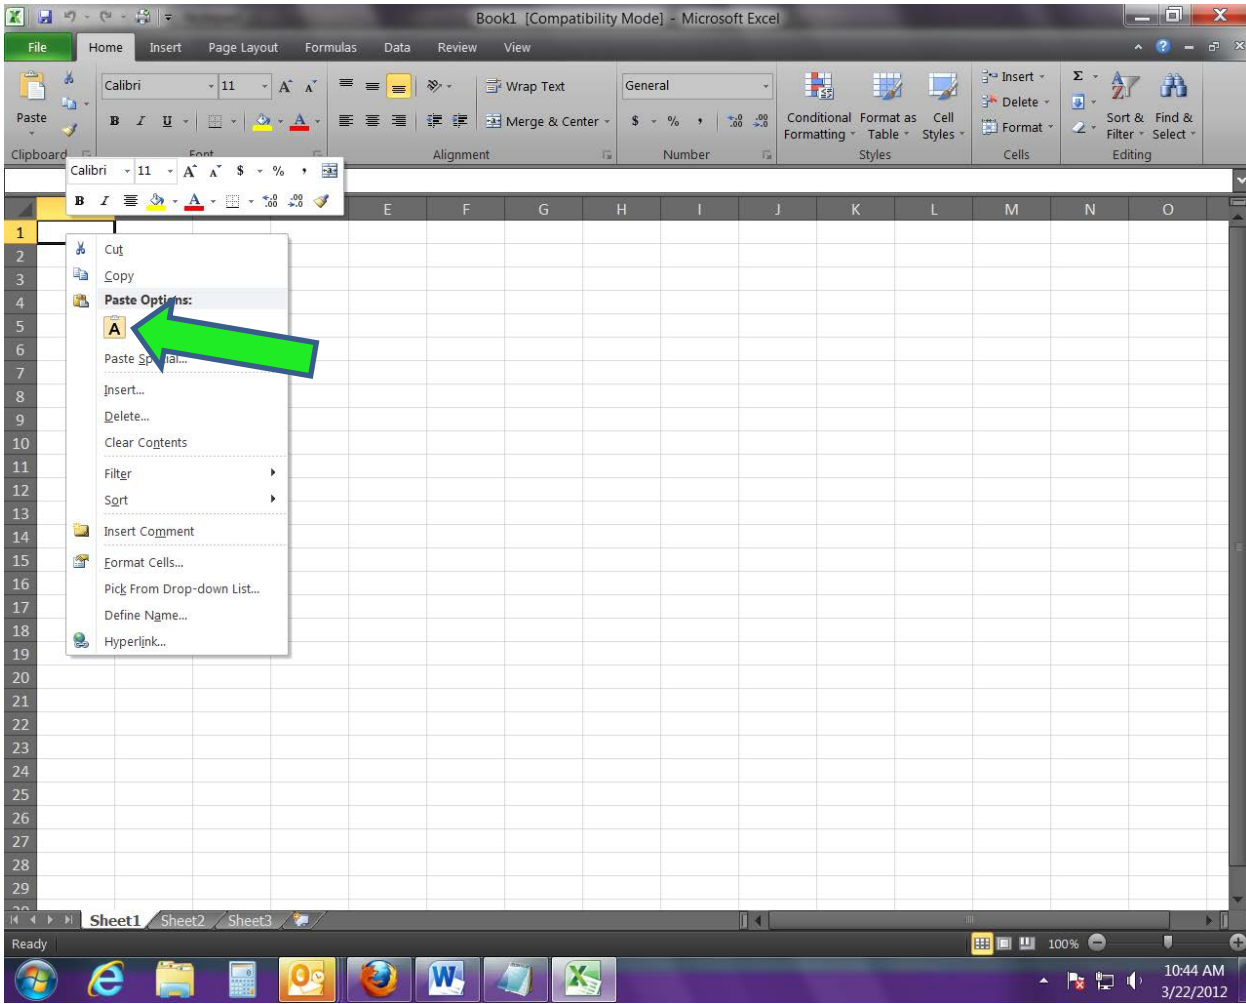 Book1 [Compatibility Mode] - Microsoft Excel
File Home Insert Page Layout Formulas Data Review View
Calibri 11 A A Wrap Text General Insert Σ
Paste Delete
B I U A Merge & Center $ % , .00 .00 Conditional Formatting Format as Table Cell Styles Format Sort & Filter Find & Select
Clipboard Font Alignment Number Styles Cells Editing
Calibri 11 A A $ % ,
B I A
E F G H I J K L M N O
1
2
Cut
3
Copy
4
Paste Options:
5
A
6
Paste Special...
7
8
Insert...
9
Delete...
10
Clear Contents
11
Filter
12
Sort
13
14
Insert Comment
15
Format Cells...
16
Pick From Drop-down List...
17
Define Name...
18
Hyperlink...
19
20
21
22
23
24
25
26
27
28
29
Sheet1 Sheet2 Sheet3
Ready 100%
10:44 AM
3/22/2012